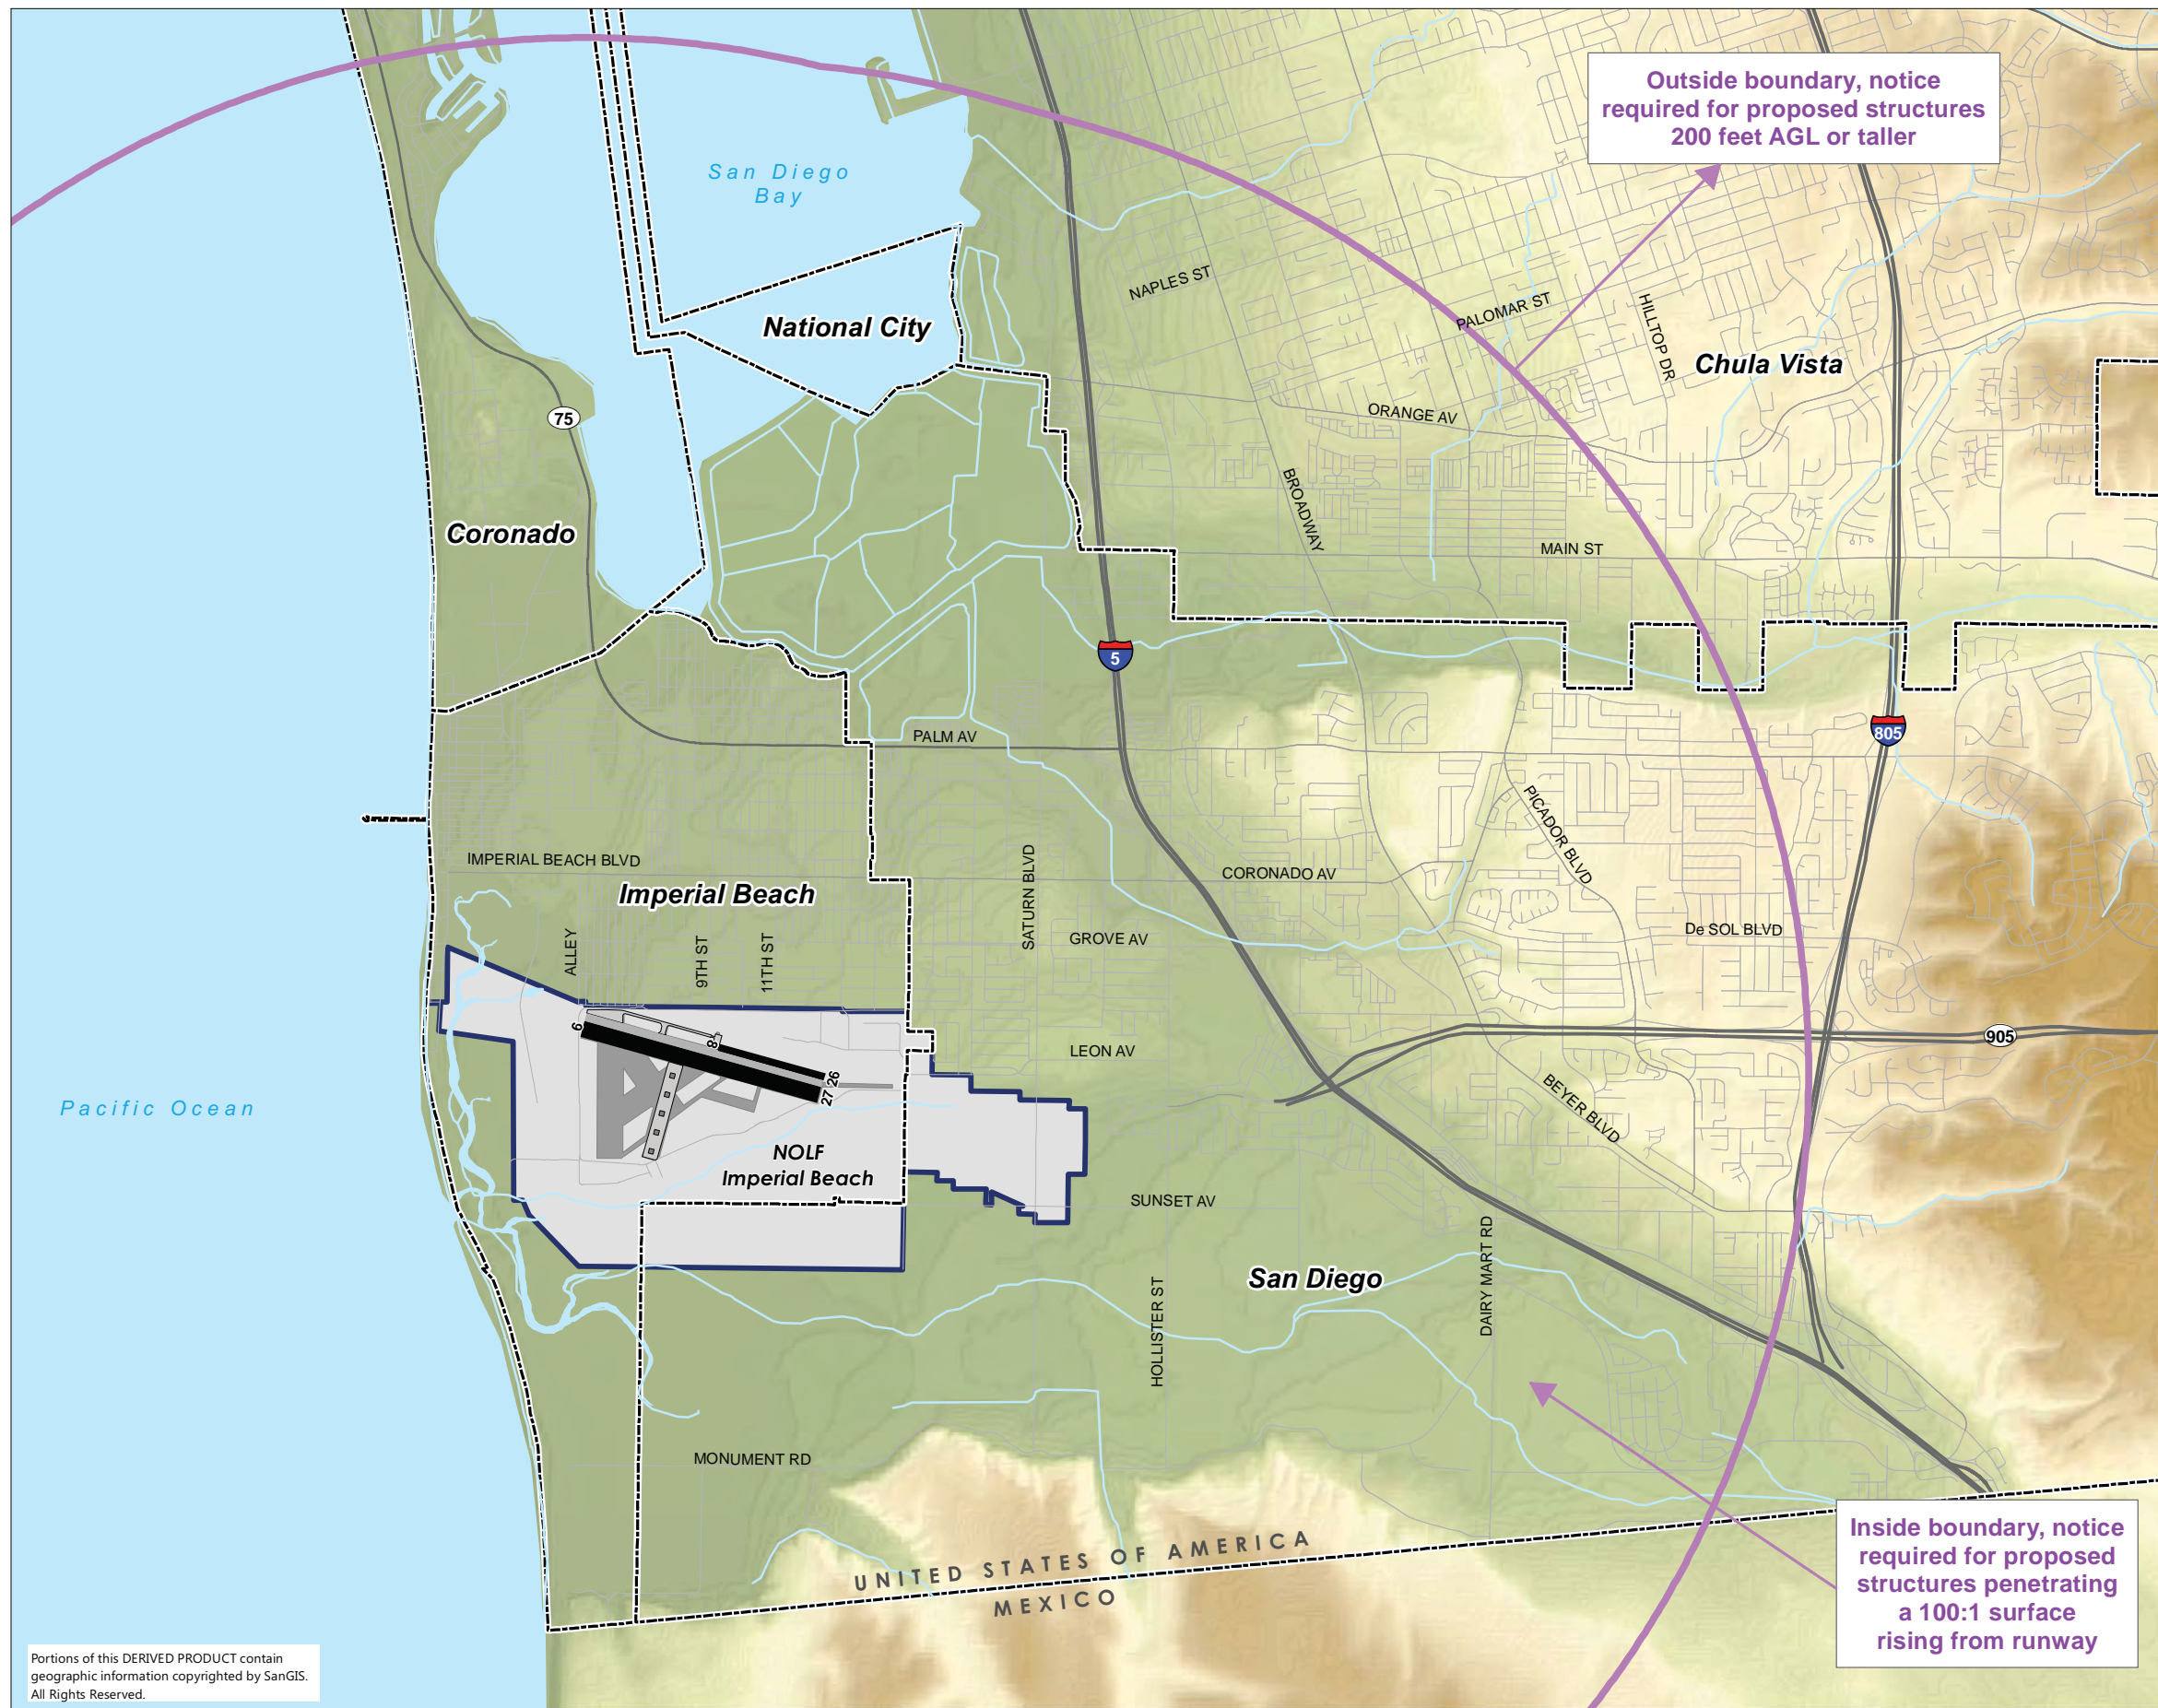 Outside boundary, notice
required for proposed structures
200 feet AGL or taller
San Diego
Bay
NAPLES ST
PALOMAR ST
HILLTOP DR
National City
Chula Vista
75
ORANGE AV
BROADWAY
Coronado
MAIN ST
5
805
PALM AV
PICADOR BLVD
IMPERIAL BEACH BLVD
SATURN BLVD
CORONADO AV
Imperial Beach
De SOL BLVD
ALLEY
9TH ST
11TH ST
GROVE AV
9
8
26
27
LEON AV
905
BEYER BLVD
Pacific Ocean
NOLF
Imperial Beach
SUNSET AV
DAIRY MART RD
San Diego
HOLLISTER ST
MONUMENT RD
UNITED STATES OF AMERICA
MEXICO
Inside boundary, notice
required for proposed
structures penetrating
a 100:1 surface
rising from runway
Portions of this DERIVED PRODUCT contain
geographic information copyrighted by SanGIS.
All Rights Reserved.